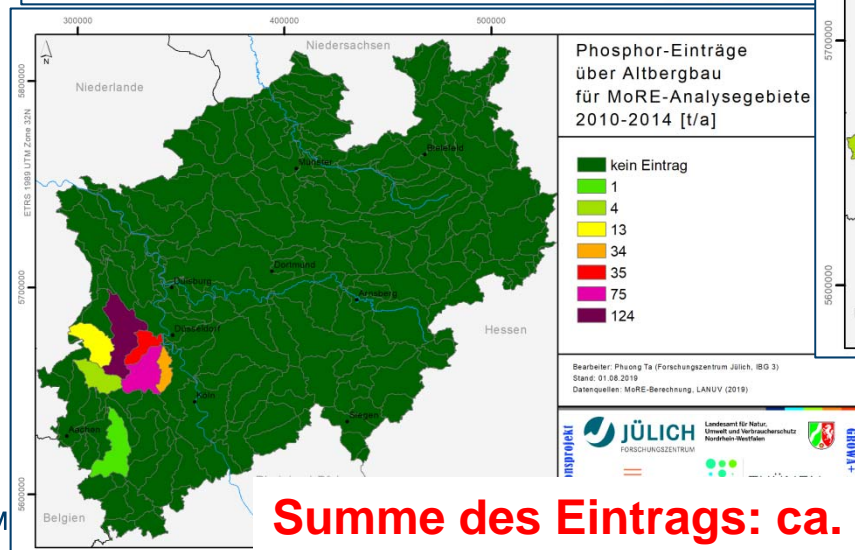 300000
400000
500000
5700000
5600000
N
Niedersachsen
Niederlande
Münster
Bielefeld
Dortmund
Duisburg
Arnsberg
Düsseldorf
Hessen
Köln
Aachen
Siegen
Belgien
5800000
5700000
5600000
ETRS 1989 UTM Zone 32N
Phosphor-Einträge
über Altbergbau
für MoRE-Analysegebiete
2010-2014 [t/a]
kein Eintrag
1
4
13
34
35
75
124
Bearbeiter: Phuong Ta (Forschungszentrum Jülich, IBG 3)
Stand: 01.08.2019
Datenquellen: MoRE-Berechnung, LANUV (2019)
JÜLICH
FORSCHUNGSZENTRUM
Landesamt für Natur,
Umwelt und Verbraucherschutz
Nordrhein-Westfalen
GROWA+
M
Summe des Eintrags: ca.